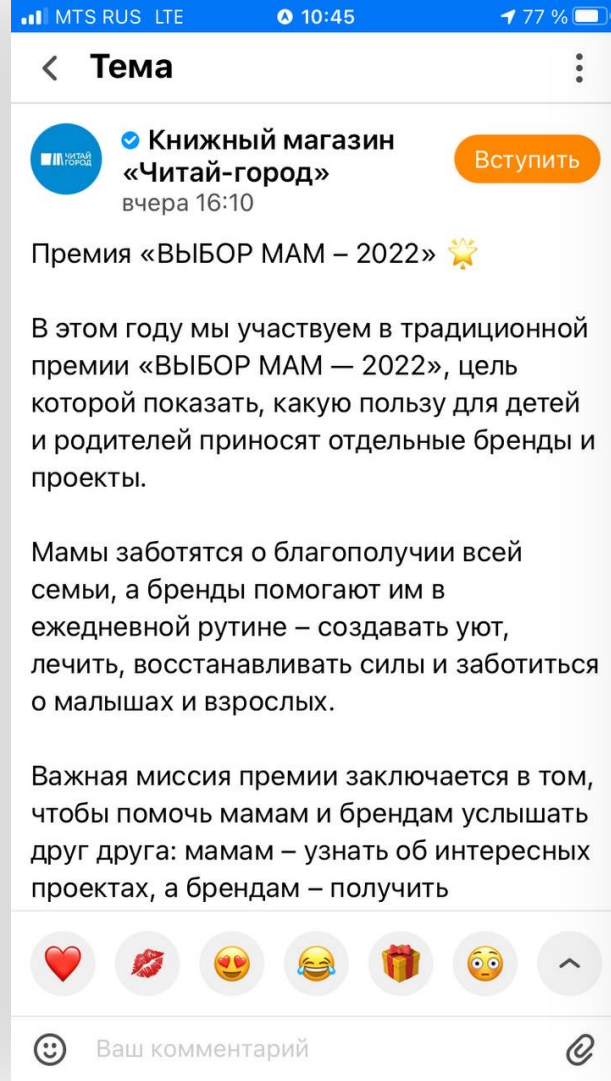 MTS RUS LTE 10:45 77 %
Тема
Книжный магазин
«Читай-город»
ЧИТАЙ
ГОРОД
Вступить
вчера 16:10
Премия «ВЫБОР МАМ – 2022» 🌟
В этом году мы участвуем в традиционной
премии «ВЫБОР МАМ — 2022», цель
которой показать, какую пользу для детей
и родителей приносят отдельные бренды и
проекты.
Мамы заботятся о благополучии всей
семьи, а бренды помогают им в
ежедневной рутине – создавать уют,
лечить, восстанавливать силы и заботиться
о малышах и взрослых.
Важная миссия премии заключается в том,
чтобы помочь мамам и брендам услышать
друг друга: мамам – узнать об интересных
проектах, а брендам – получить
Ваш комментарий